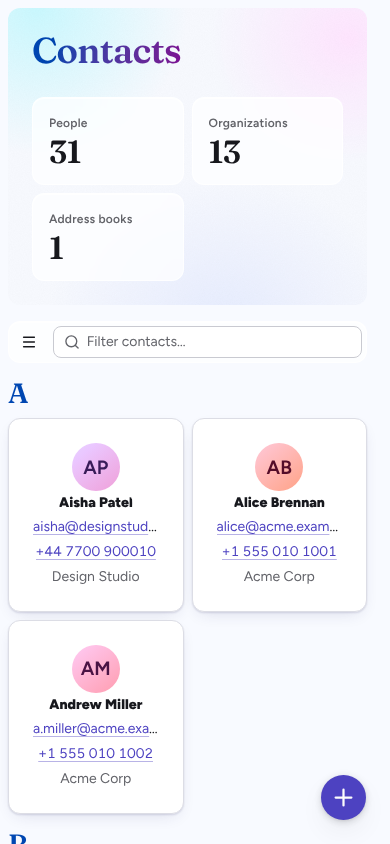 Contacts
People
31
Organizations
13
Address books
1
Filter contacts...
A
AP
Aisha Patel
aisha@designstud...
+44 7700 900010
Design Studio
AB
Alice Brennan
alice@acme.exam...
+1 555 010 1001
Acme Corp
AM
Andrew Miller
a.miller@acme.exa...
+1 555 010 1002
Acme Corp